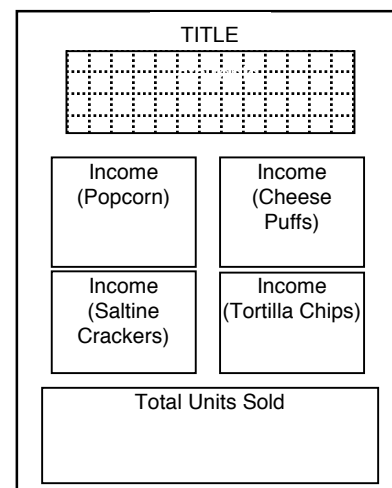 TITLE
Income
(Popcorn)
Income
(Cheese
Puffs)
Income
(Saltine
Crackers)
Income
(Tortilla Chips)
Total Units Sold